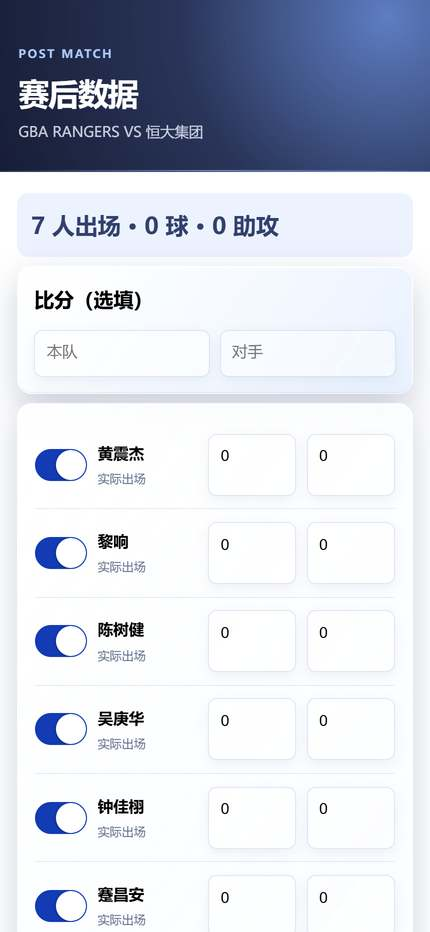 POST MATCH
赛后数据
GBA RANGERS VS 恒大集团
7 人出场 • 0 球 • 0 助攻
比分（选填）
本队 对手
黄震杰 0 0
实际出场
黎响 0 0
实际出场
陈树健 0 0
实际出场
吴庚华 0 0
实际出场
钟佳栩 0 0
实际出场
蹇昌安 0 0
实际出场